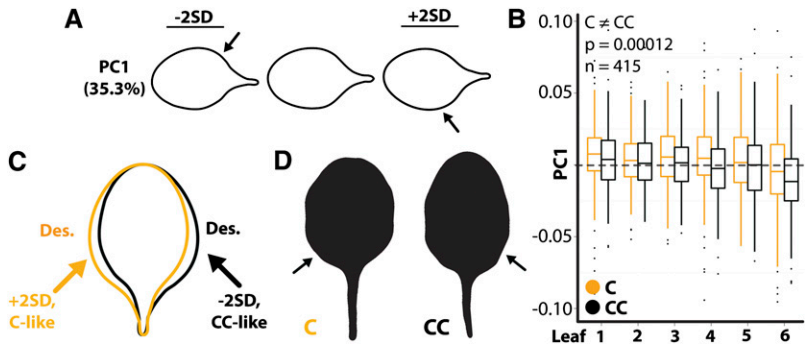 A
-2SD
+2SD
PC1
(35.3%)
B
C ≠ CC
p = 0.00012
n = 415
PC1
0.10
0.05
0
-0.05
-0.10
C
CC
Leaf 1 2 3 4 5 6
C
Des.
Des.
+2SD,
C-like
-2SD,
CC-like
D
C
CC